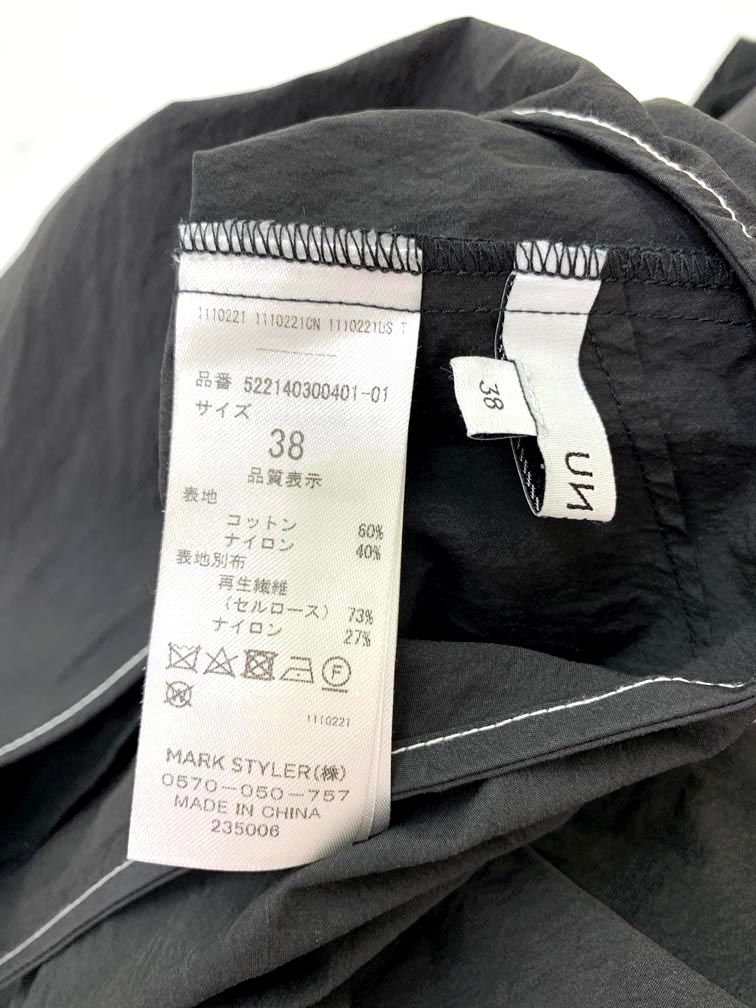 1110221 1110221CN 1110221US T
品番 522140300401-01
サイズ
38
品質表示
表地
コットン 60%
ナイロン 40%
表地別布
再生繊維
(セルロース) 73%
ナイロン 27%
F
W
1110221
MARK STYLER(株)
0570-050-757
MADE IN CHINA
235006
38
UN